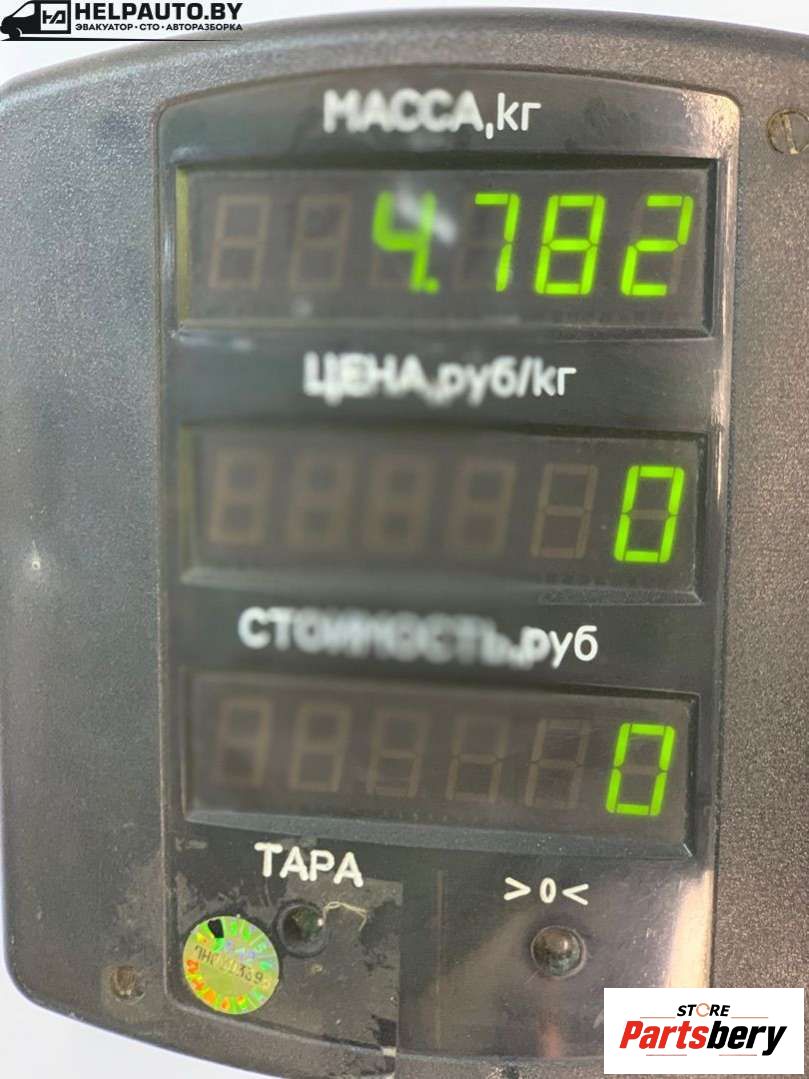 HELPAUTO.BY
ЭВАКУАТОР • СТО • АВТОРАЗБОРКА
МАССА,кг
4.782
ЦЕНА,руб/кг
0
СТОИМОСТЬ,руб
0
ТАРА
>0<
STORE
Partsbery